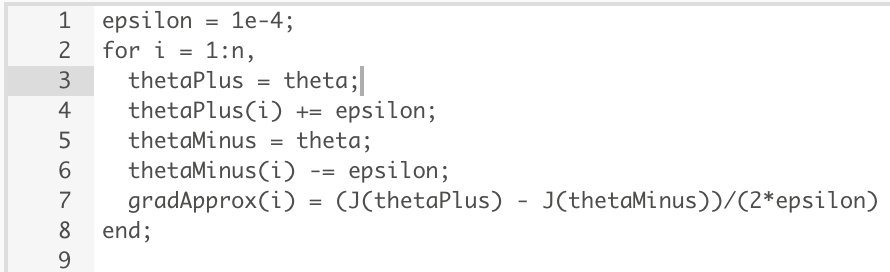 1 epsilon = 1e-4;
2 for i = 1:n,
3   thetaPlus = theta;
4   thetaPlus(i) += epsilon;
5   thetaMinus = theta;
6   thetaMinus(i) -= epsilon;
7   gradApprox(i) = (J(thetaPlus) - J(thetaMinus))/(2*epsilon)
8 end;
9